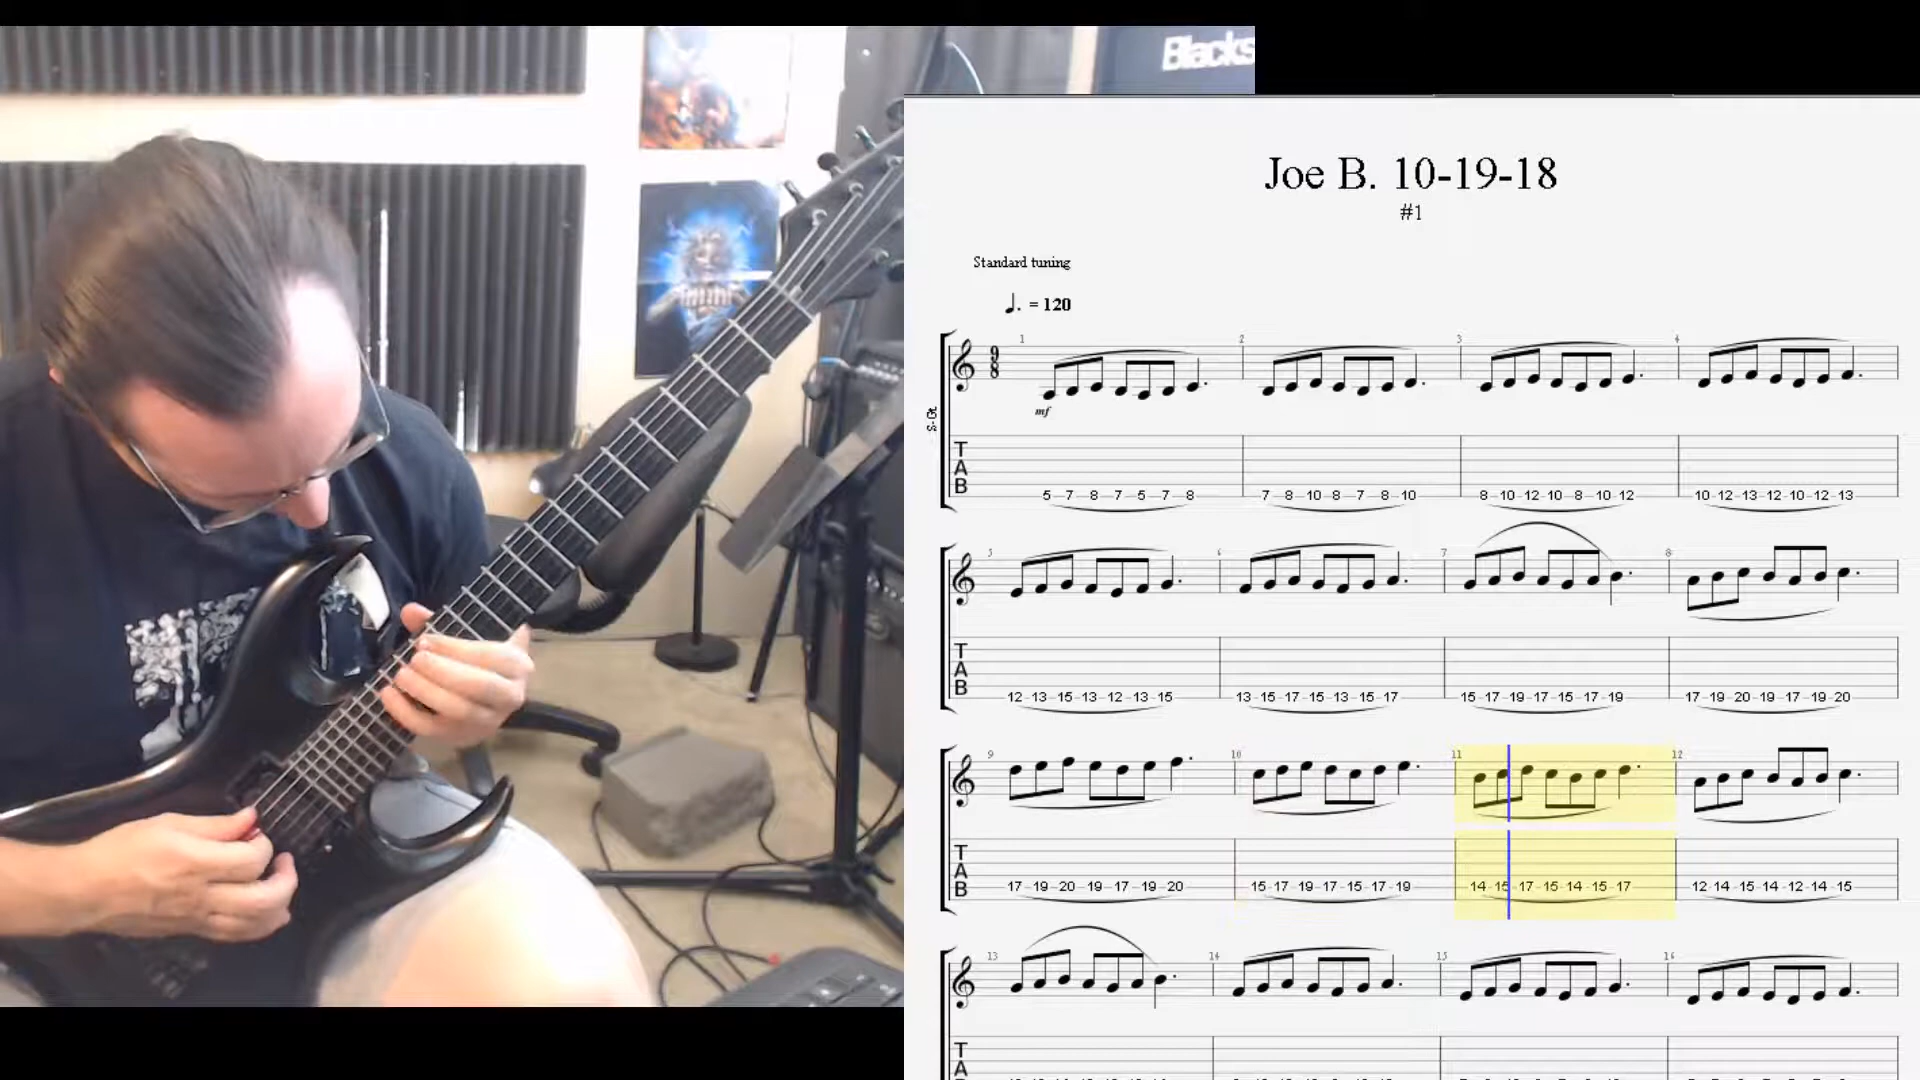 Blacks
Joe B. 10-19-18
#1
Standard tuning
= 120
1 2 3 4
9
8
mf
S-Gt
T
A
B
5 7 8 7 5 7 8 7 8 10 8 7 8 10 8 10 12 10 8 10 12 10 12 13 12 10 12 13
5 6 7 8
T
A
B
12 13 15 13 12 13 15 13 15 17 15 13 15 17 15 17 19 17 15 17 19 17 19 20 19 17 19 20
9 10 11 12
T
A
B
17 19 20 19 17 19 20 15 17 19 17 15 17 19 14 15 17 15 14 15 17 12 14 15 14 12 14 15
13 14 15 16
T
A